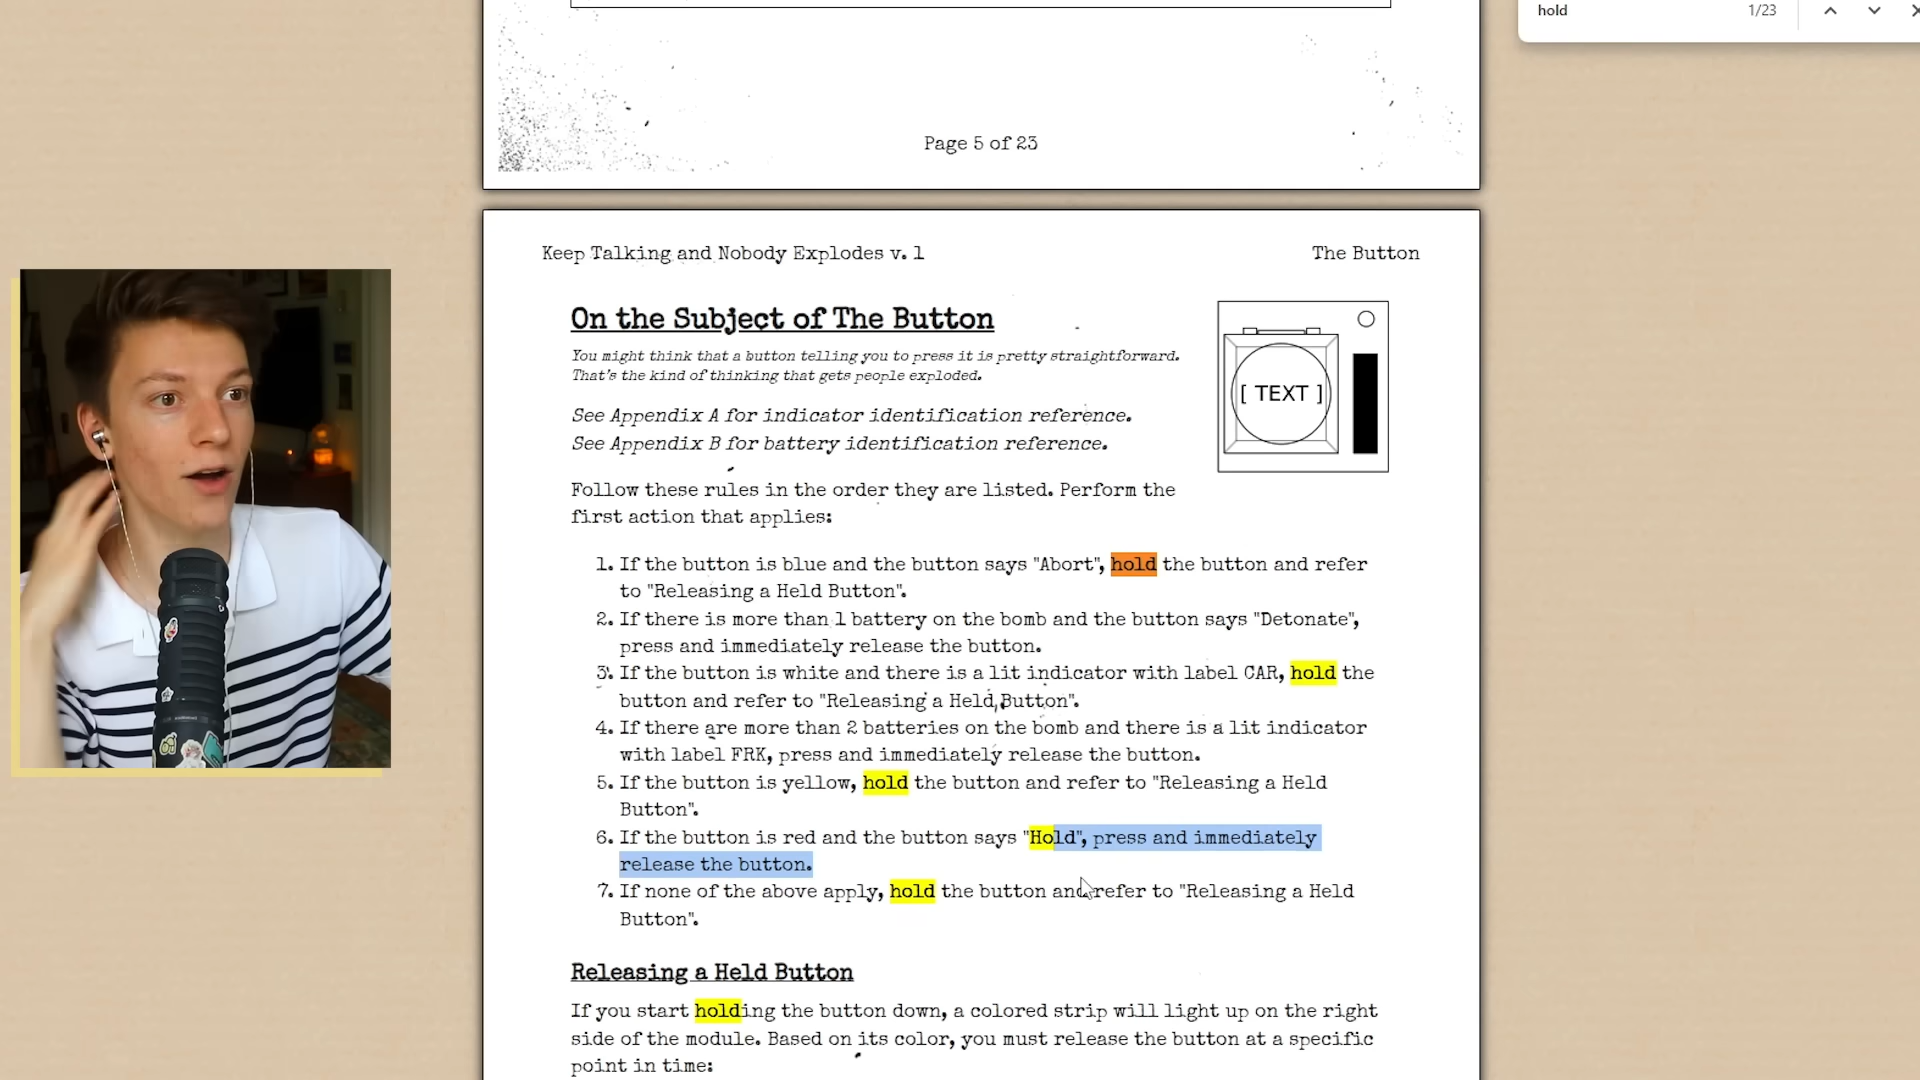 hold 1/23
Page 5 of 23
Keep Talking and Nobody Explodes v. 1 The Button
On the Subject of The Button
You might think that a button telling you to press it is pretty straightforward.
That's the kind of thinking that gets people exploded.
[ TEXT ]
See Appendix A for indicator identification reference.
See Appendix B for battery identification reference.
Follow these rules in the order they are listed. Perform the
first action that applies:
1. If the button is blue and the button says "Abort", hold the button and refer
to "Releasing a Held Button".
2. If there is more than 1 battery on the bomb and the button says "Detonate",
press and immediately release the button.
3. If the button is white and there is a lit indicator with label CAR, hold the
button and refer to "Releasing a Held Button".
4. If there are more than 2 batteries on the bomb and there is a lit indicator
with label FRK, press and immediately release the button.
5. If the button is yellow, hold the button and refer to "Releasing a Held
Button".
6. If the button is red and the button says "Hold", press and immediately
release the button.
7. If none of the above apply, hold the button and refer to "Releasing a Held
Button".
Releasing a Held Button
If you start holding the button down, a colored strip will light up on the right
side of the module. Based on its color, you must release the button at a specific
point in time: